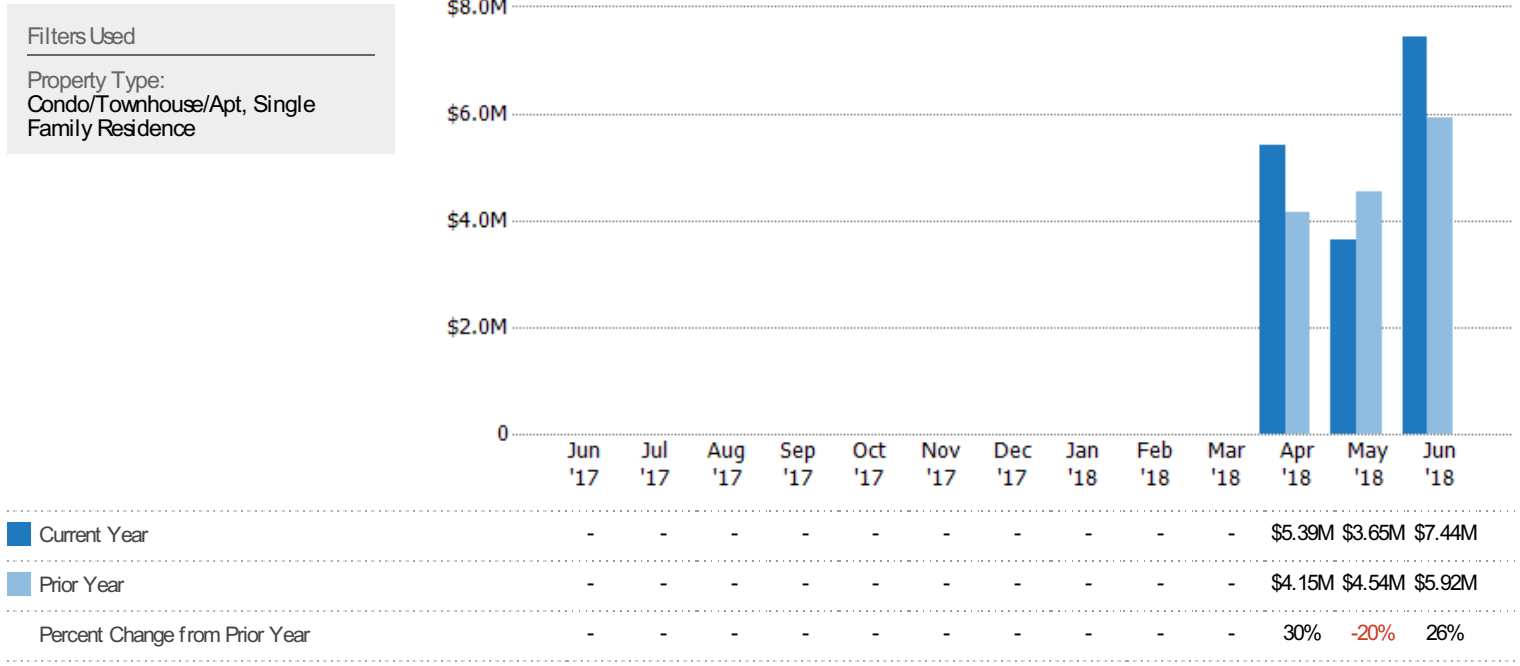 Filters Used
Property Type:
Condo/Townhouse/Apt, Single
Family Residence
$8.0M
$6.0M
$4.0M
$2.0M
0
Jun Jul Aug Sep Oct Nov Dec Jan Feb Mar Apr May Jun
'17 '17 '17 '17 '17 '17 '17 '18 '18 '18 '18 '18 '18
Current Year - - - - - - - - - - $5.39M $3.65M $7.44M
Prior Year - - - - - - - - - - $4.15M $4.54M $5.92M
Percent Change from Prior Year - - - - - - - - - - 30% -20% 26%